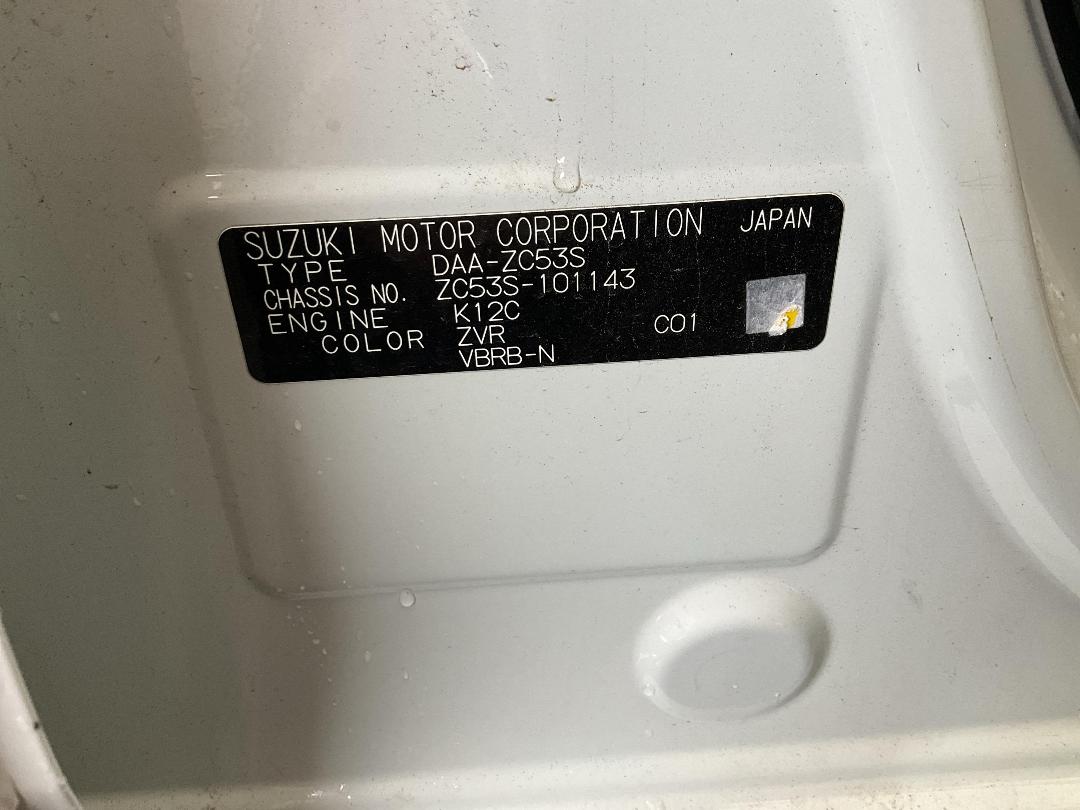 SUZUKI MOTOR CORPORATION JAPAN
TYPE DAA-ZC53S
CHASSIS NO. ZC53S-101143
ENGINE K12C
COLOR ZVR C01
VBRB-N